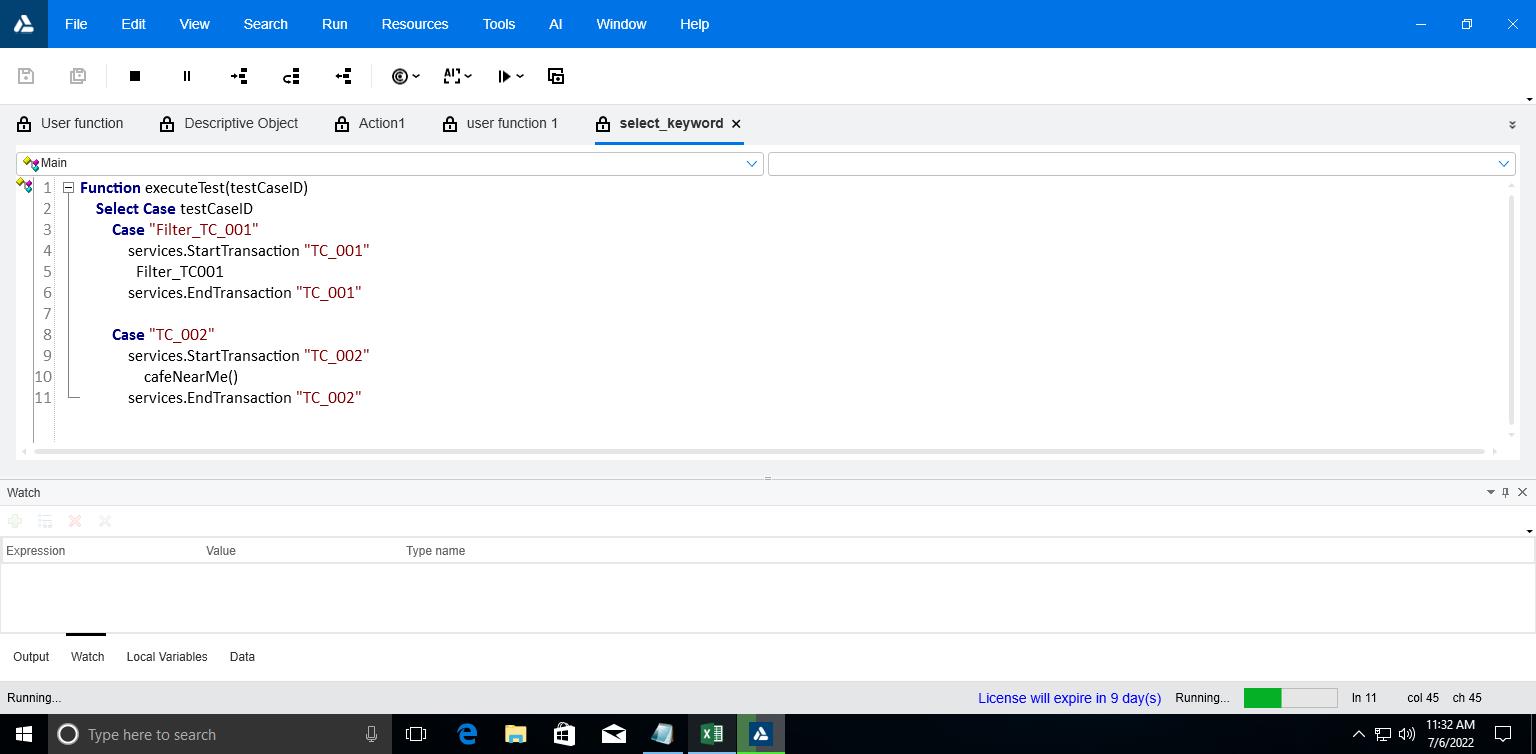 File Edit View Search Run Resources Tools AI Window Help
AI
User function Descriptive Object Action1 user function 1 select_keyword
Main
1 Function executeTest(testCaseID)
2 Select Case testCaseID
3 Case "Filter_TC_001"
4 services.StartTransaction "TC_001"
5 Filter_TC001
6 services.EndTransaction "TC_001"
7
8 Case "TC_002"
9 services.StartTransaction "TC_002"
10 cafeNearMe()
11 services.EndTransaction "TC_002"
Watch
Expression Value Type name
Output Watch Local Variables Data
Running... License will expire in 9 day(s) Running... ln 11 col 45 ch 45
Type here to search
11:32 AM
7/6/2022